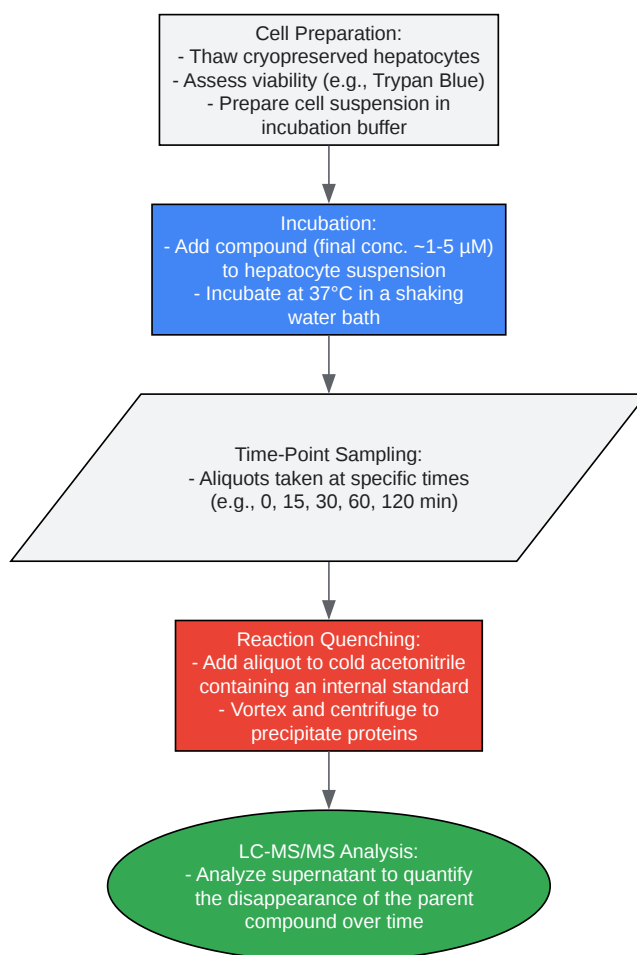 Cell Preparation:
- Thaw cryopreserved hepatocytes
- Assess viability (e.g., Trypan Blue)
- Prepare cell suspension in
incubation buffer
Incubation:
- Add compound (final conc. ~1-5 µM)
to hepatocyte suspension
- Incubate at 37°C in a shaking
water bath
Time-Point Sampling:
- Aliquots taken at specific times
(e.g., 0, 15, 30, 60, 120 min)
Reaction Quenching:
- Add aliquot to cold acetonitrile
containing an internal standard
- Vortex and centrifuge to
precipitate proteins
LC-MS/MS Analysis:
- Analyze supernatant to quantify
the disappearance of the parent
compound over time